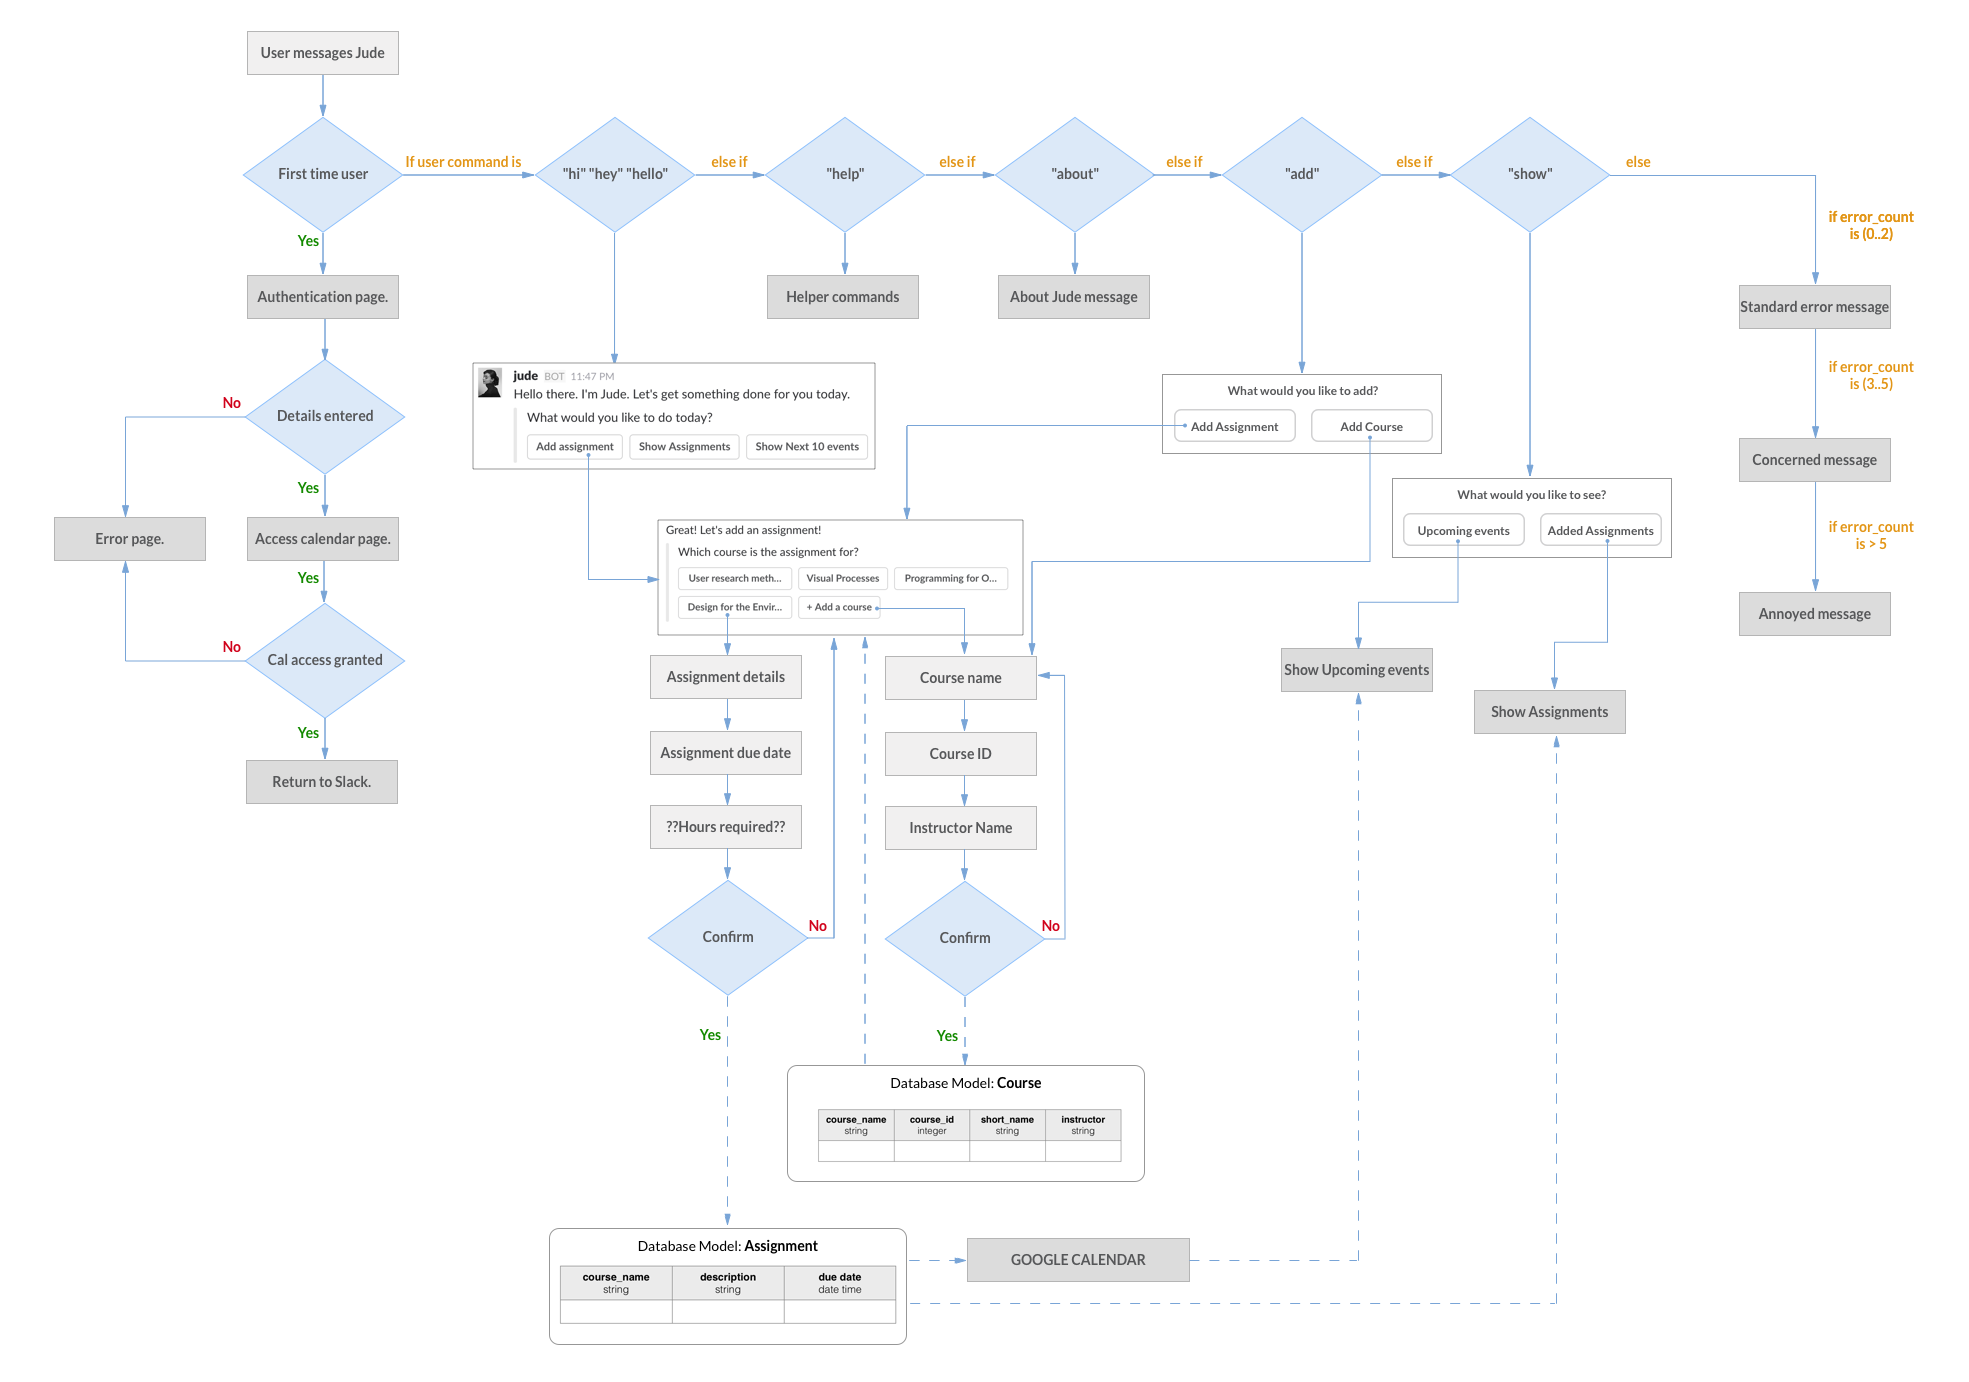 User messages Jude
First time user
If user command is
"hi" "hey" "hello"
else if
"help"
else if
"about"
else if
"add"
else if
"show"
else
if error_count
is (0..2)
Yes
Authentication page.
Helper commands
About Jude message
Standard error message
if error_count
is (3..5)
No
Details entered
jude BOT 11:47 PM
Hello there. I'm Jude. Let's get something done for you today.
What would you like to do today?
Add assignment
Show Assignments
Show Next 10 events
What would you like to add?
Add Assignment
Add Course
Concerned message
Yes
What would you like to see?
Upcoming events
Added Assignments
if error_count
is > 5
Error page.
Access calendar page.
Great! Let's add an assignment!
Which course is the assignment for?
User research meth...
Visual Processes
Programming for O...
Design for the Envir...
+ Add a course
Yes
Annoyed message
No
Cal access granted
Assignment details
Course name
Show Upcoming events
Show Assignments
Yes
Return to Slack.
Assignment due date
Course ID
??Hours required??
Instructor Name
Confirm
No
Confirm
No
Yes
Yes
Database Model: Course
course_name
string
course_id
integer
short_name
string
instructor
string
Database Model: Assignment
course_name
string
description
string
due date
date time
GOOGLE CALENDAR